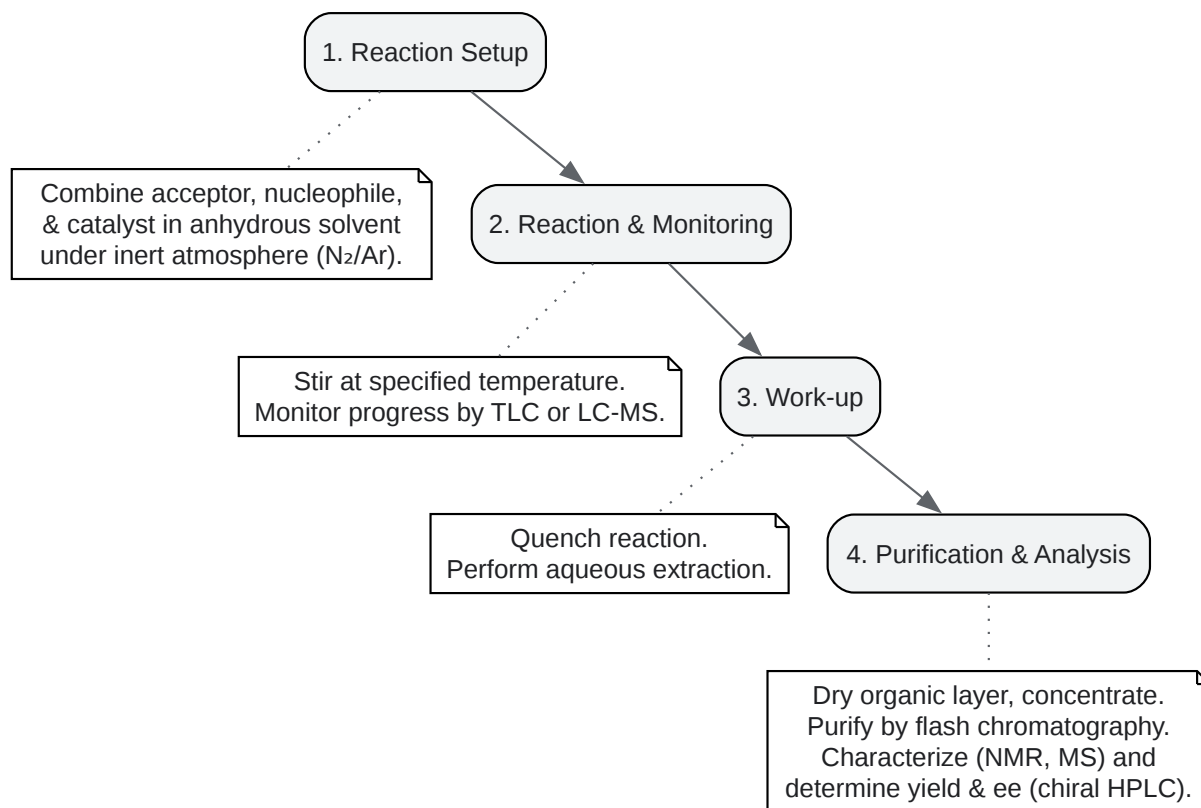 1. Reaction Setup
Combine acceptor, nucleophile,
& catalyst in anhydrous solvent
under inert atmosphere (N₂/Ar).
2. Reaction & Monitoring
Stir at specified temperature.
Monitor progress by TLC or LC-MS.
3. Work-up
Quench reaction.
Perform aqueous extraction.
4. Purification & Analysis
Dry organic layer, concentrate.
Purify by flash chromatography.
Characterize (NMR, MS) and
determine yield & ee (chiral HPLC).